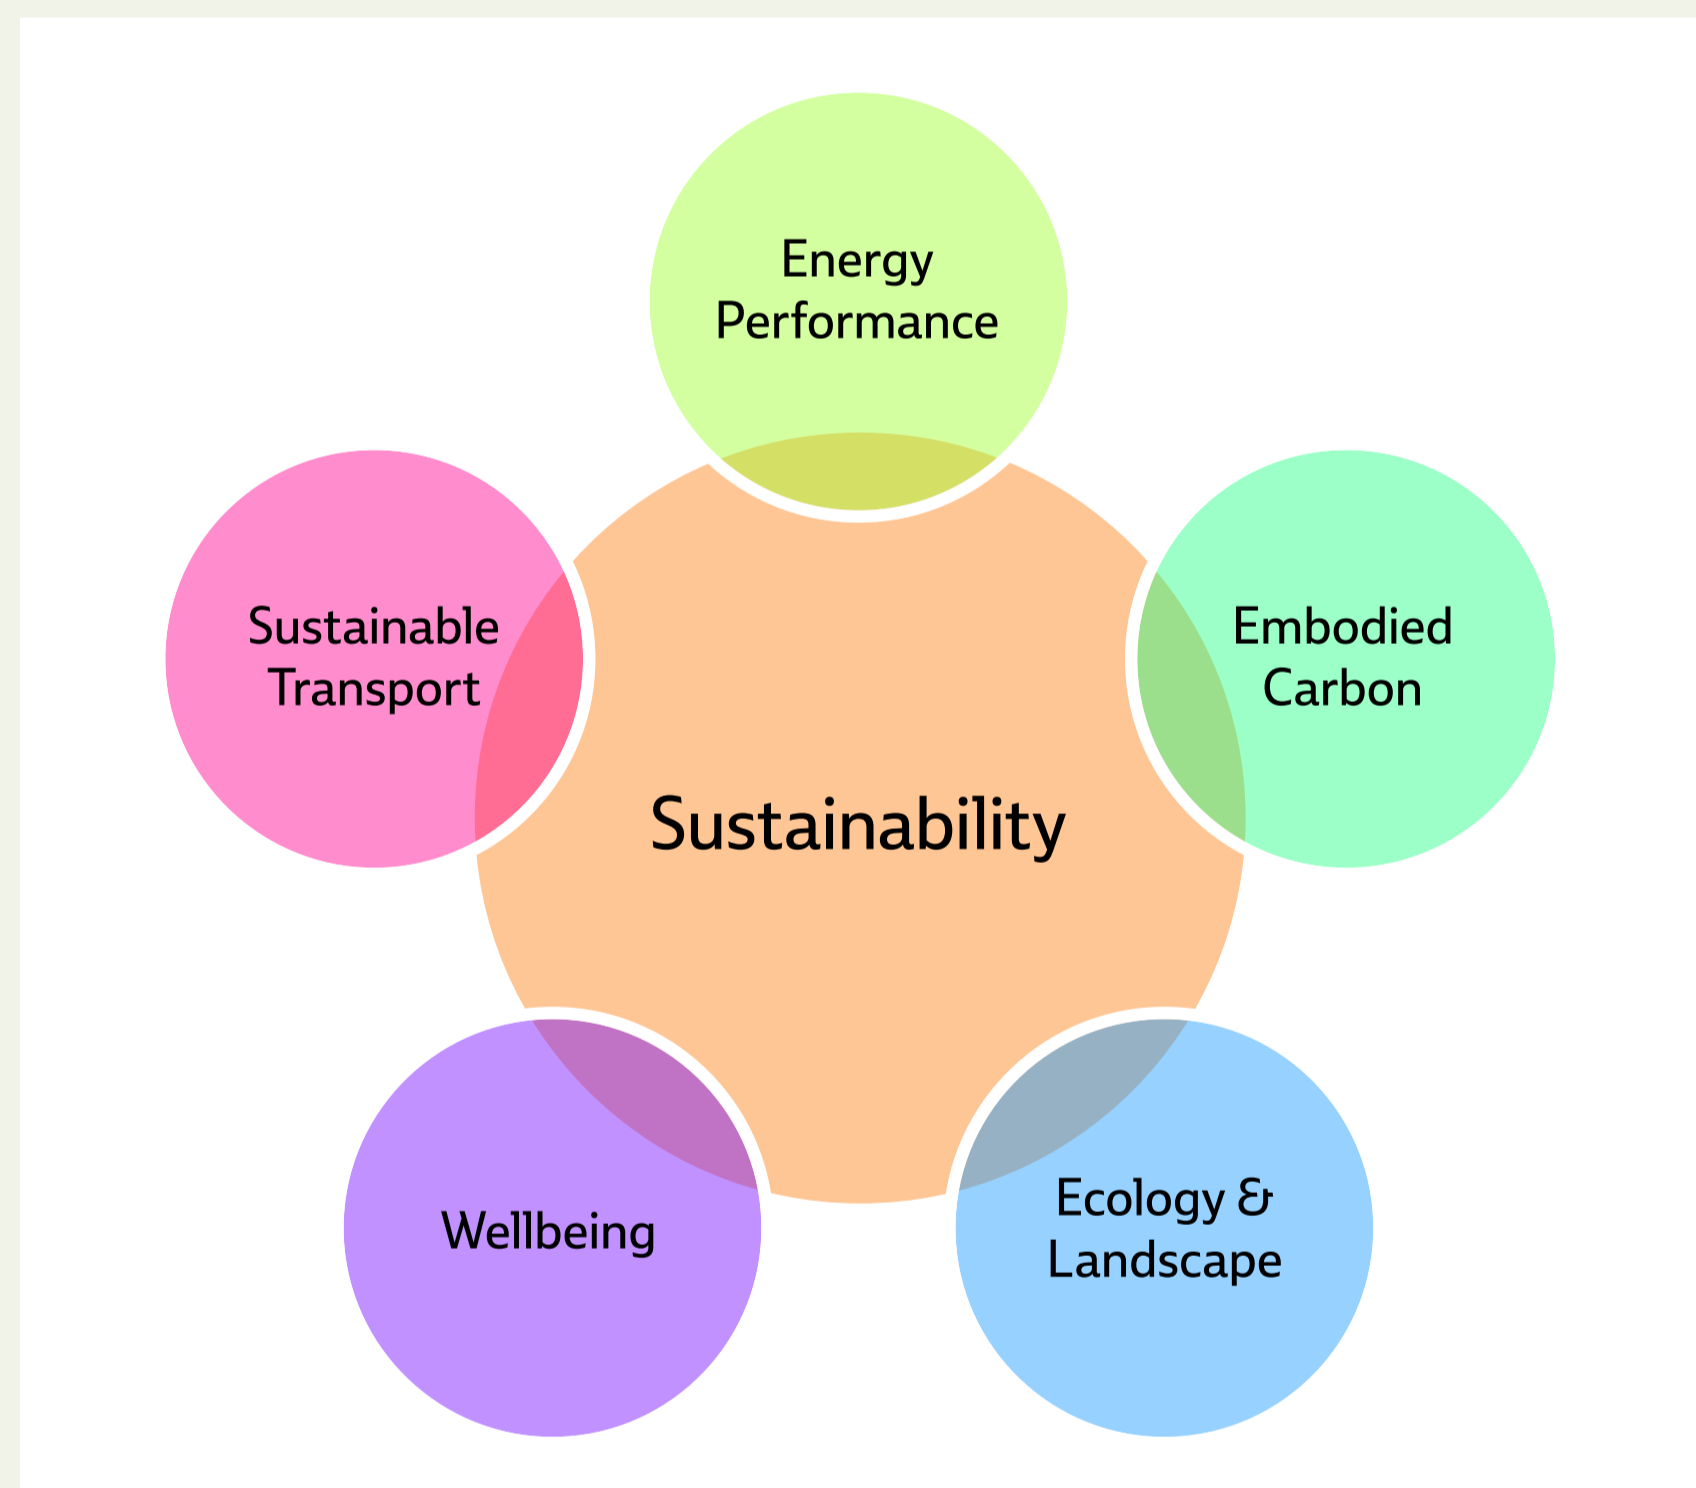 Energy
Performance
Sustainable
Transport
Embodied
Carbon
Sustainability
Wellbeing
Ecology &
Landscape